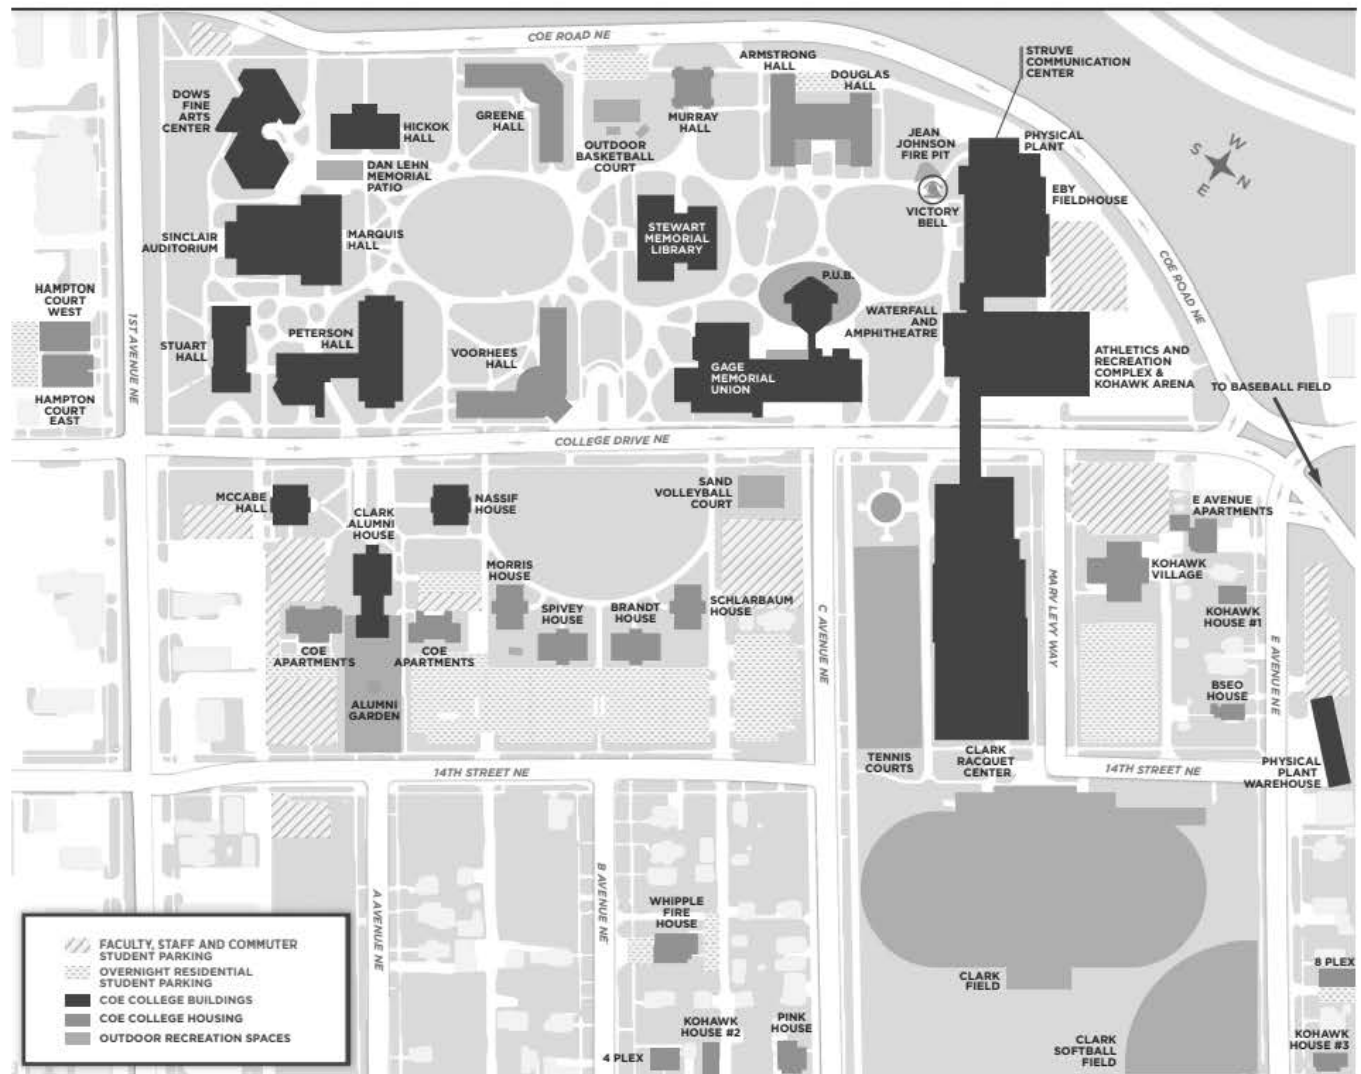 COE ROAD NE
STRUVE
COMMUNICATION
CENTER
ARMSTRONG
HALL
DOUGLAS
HALL
DOWS
FINE
ARTS
CENTER
HICKOK
HALL
GREENE
HALL
MURRAY
HALL
OUTDOOR
BASKETBALL
COURT
JEAN
JOHNSON
FIRE PIT
PHYSICAL
PLANT
W
S
N
E
DAN LEHN
MEMORIAL
PATIO
EBY
FIELDHOUSE
VICTORY
BELL
SINCLAIR
AUDITORIUM
MARQUIS
HALL
STEWART
MEMORIAL
LIBRARY
COE ROAD NE
P.U.B.
HAMPTON
COURT
WEST
1ST AVENUE NE
STUART
HALL
PETERSON
HALL
VOORHEES
HALL
GAGE
MEMORIAL
UNION
WATERFALL
AND
AMPHITHEATRE
ATHLETICS AND
RECREATION
COMPLEX &
KOHAWK ARENA
TO BASEBALL FIELD
HAMPTON
COURT
EAST
COLLEGE DRIVE NE
MCCABE
HALL
CLARK
ALUMNI
HOUSE
NASSIF
HOUSE
SAND
VOLLEYBALL
COURT
E AVENUE
APARTMENTS
MORRIS
HOUSE
SPIVEY
HOUSE
BRANDT
HOUSE
SCHLARBAUM
HOUSE
C AVENUE NE
MARV LEVY WAY
KOHAWK
VILLAGE
KOHAWK
HOUSE #1
E AVENUE NE
COE
APARTMENTS
COE
APARTMENTS
BSEO
HOUSE
ALUMNI
GARDEN
14TH STREET NE
TENNIS
COURTS
CLARK
RACQUET
CENTER
14TH STREET NE
PHYSICAL
PLANT
WAREHOUSE
A AVENUE NE
B AVENUE NE
WHIPPLE
FIRE
HOUSE
CLARK
FIELD
8 PLEX
4 PLEX
KOHAWK
HOUSE #2
PINK
HOUSE
CLARK
SOFTBALL
FIELD
KOHAWK
HOUSE #3
FACULTY, STAFF AND COMMUTER
STUDENT PARKING
OVERNIGHT RESIDENTIAL
STUDENT PARKING
COE COLLEGE BUILDINGS
COE COLLEGE HOUSING
OUTDOOR RECREATION SPACES